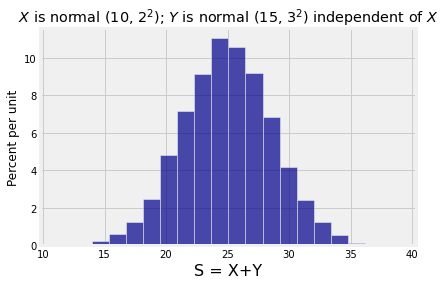 X is normal (10, 2²); Y is normal (15, 3²) independent of X
10
8
6
4
2
0
Percent per unit
10 15 20 25 30 35 40
S = X+Y